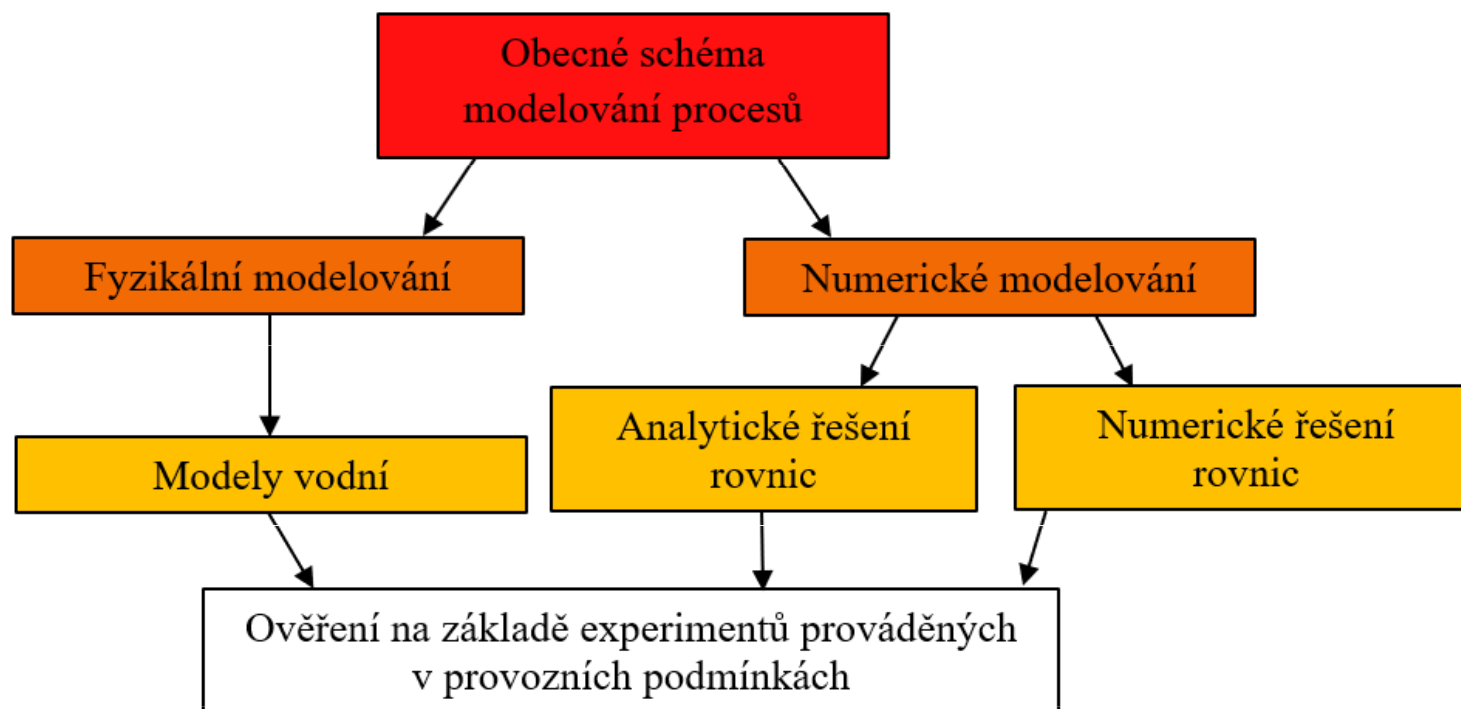 Obecné schéma
modelování procesů
Fyzikální modelování
Numerické modelování
Modely vodní
Analytické řešení
rovnic
Numerické řešení
rovnic
Ověření na základě experimentů prováděných
v provozních podmínkách